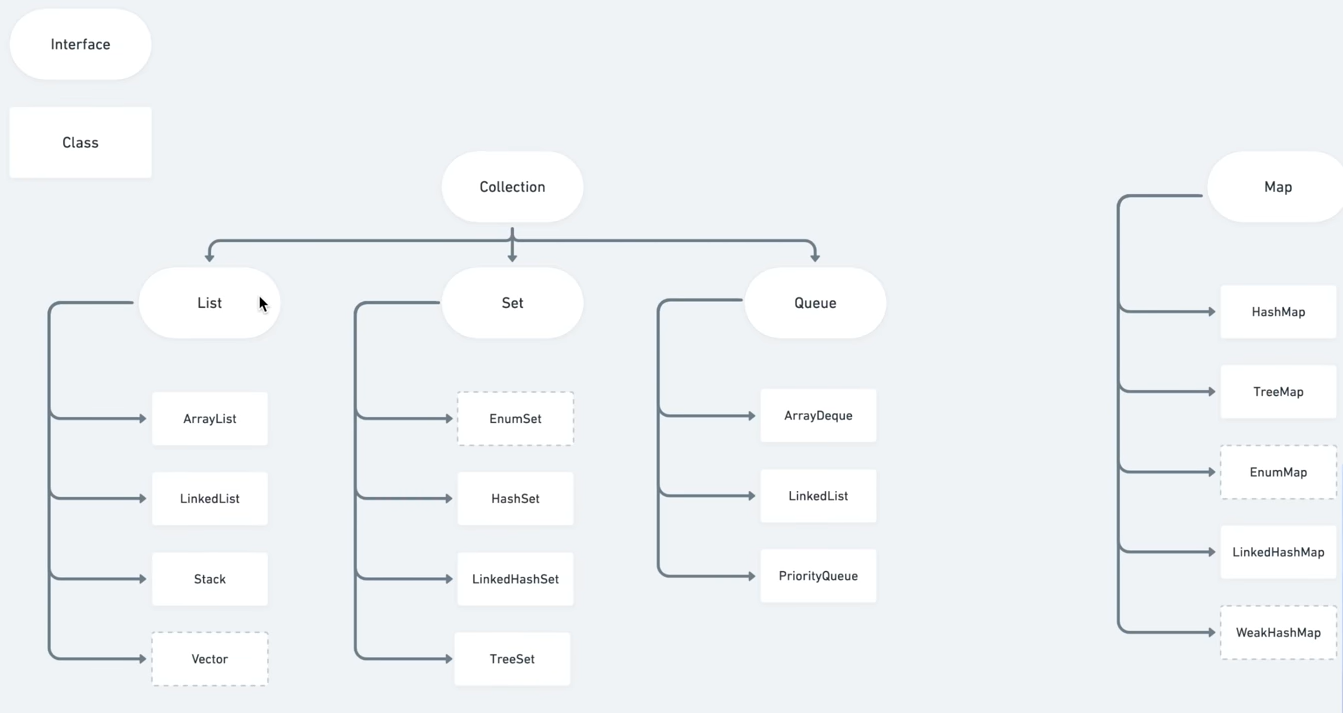 Interface
Class
Collection
Map
List
Set
Queue
HashMap
TreeMap
ArrayList
EnumSet
ArrayDeque
EnumMap
LinkedList
HashSet
LinkedList
LinkedHashMap
Stack
LinkedHashSet
PriorityQueue
WeakHashMap
Vector
TreeSet